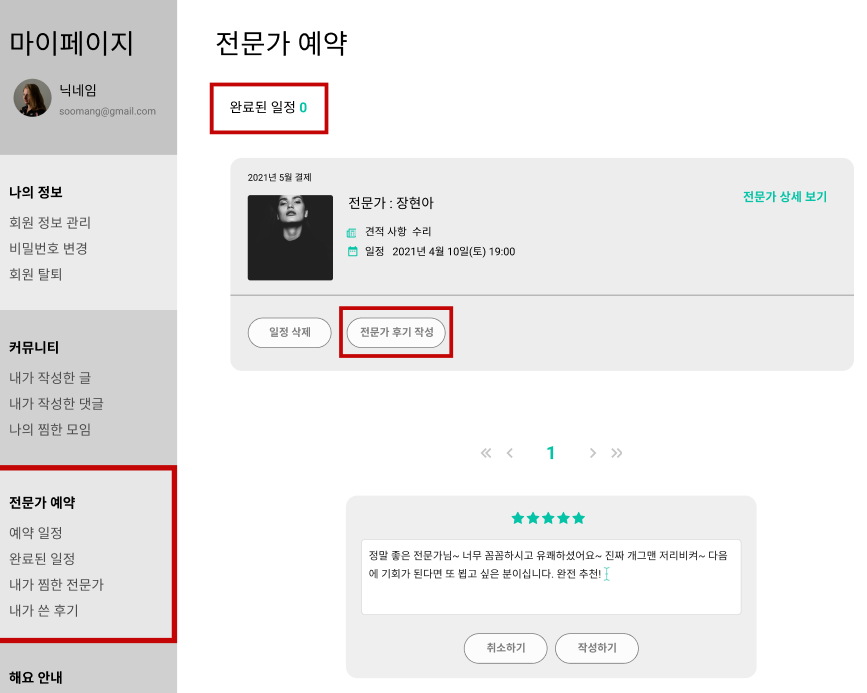 마이페이지
닉네임
soomang@gmail.com
나의 정보
회원 정보 관리
비밀번호 변경
회원 탈퇴
커뮤니티
내가 작성한 글
내가 작성한 댓글
나의 찜한 모임
전문가 예약
예약 일정
완료된 일정
내가 찜한 전문가
내가 쓴 후기
해요 안내
전문가 예약
완료된 일정 0
2021년 5월 결제
전문가 : 장현아
전문가 상세 보기
견적 사항 수리
일정 2021년 4월 10일(토) 19:00
일정 삭제
전문가 후기 작성
« < 1 > »
정말 좋은 전문가님~ 너무 꼼꼼하시고 유쾌하셨어요~ 진짜 개그맨 저리비켜~ 다음
에 기회가 된다면 또 뵙고 싶은 분이십니다. 완전 추천!
취소하기
작성하기